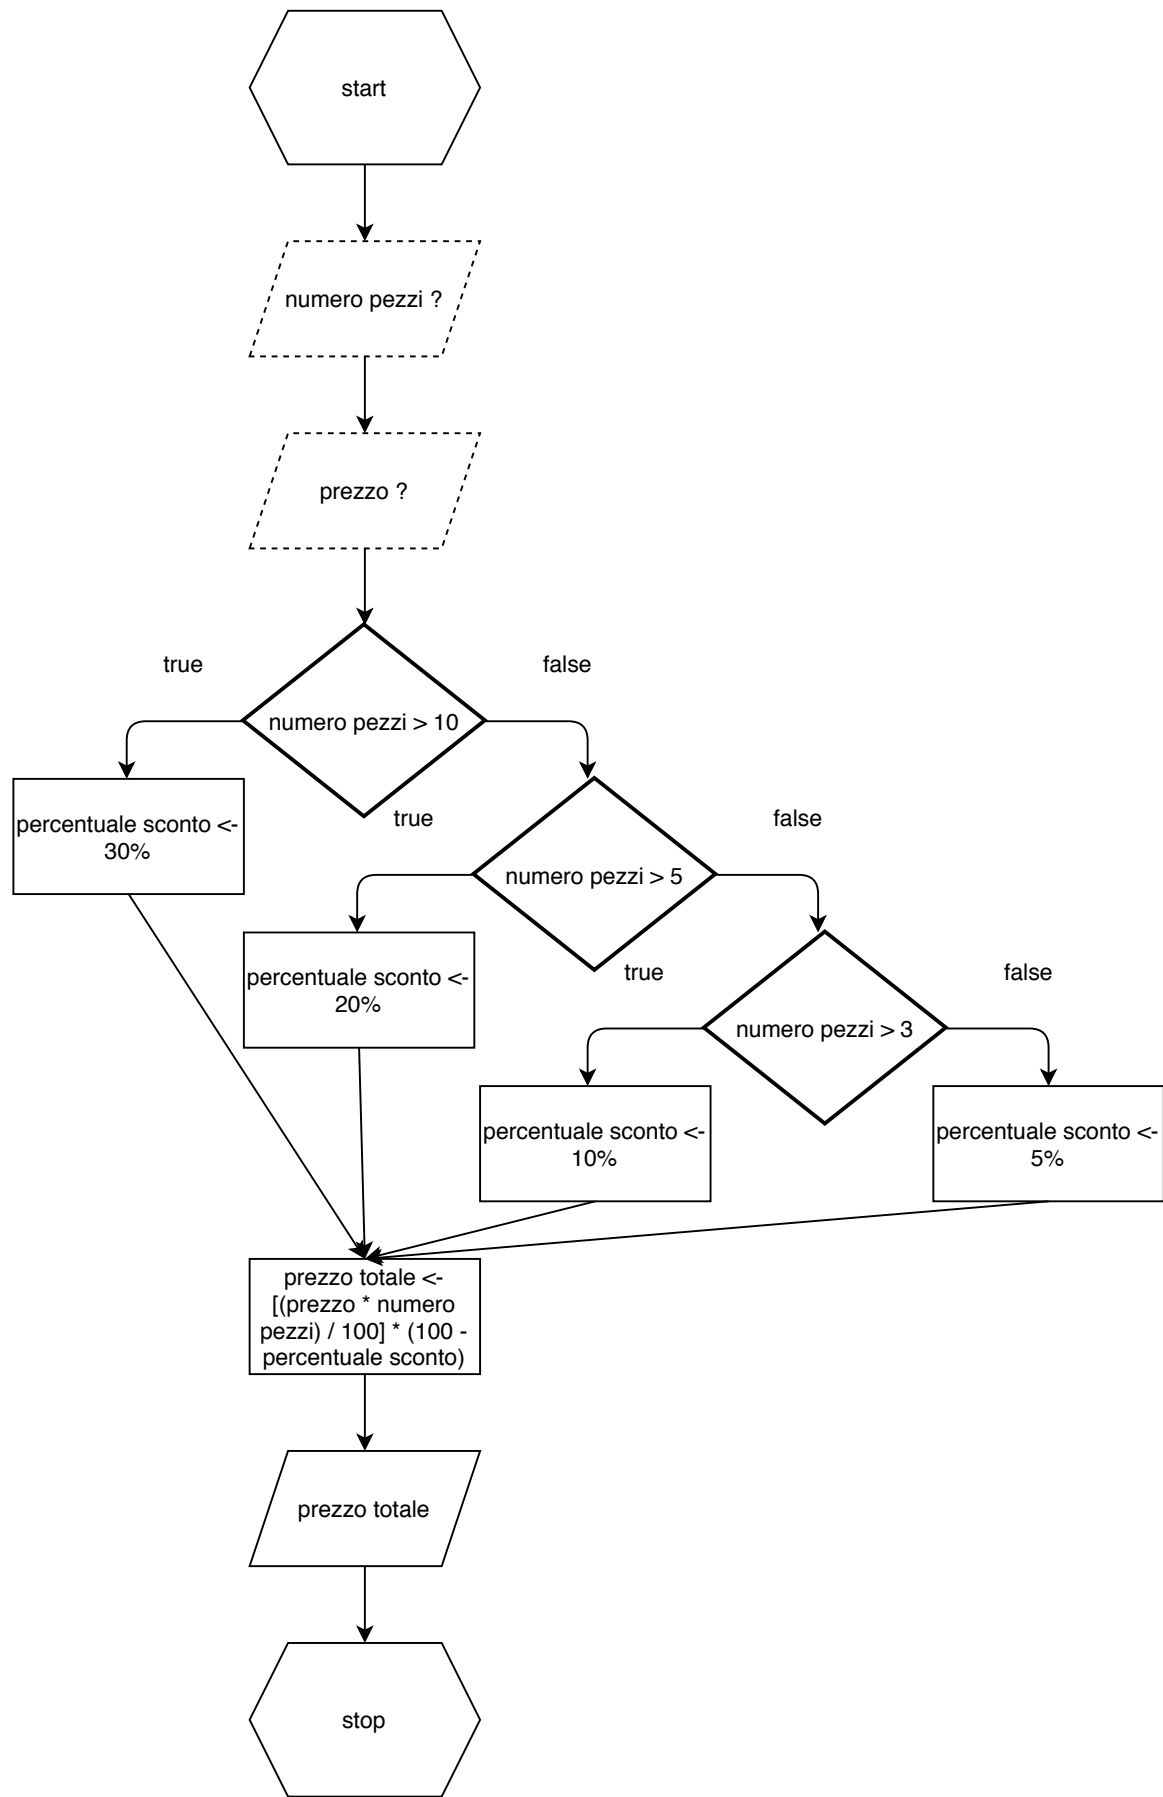 start
numero pezzi ?
prezzo ?
true
false
numero pezzi > 10
percentuale sconto <-
30%
true
false
numero pezzi > 5
percentuale sconto <-
20%
true
false
numero pezzi > 3
percentuale sconto <-
10%
percentuale sconto <-
5%
prezzo totale <-
[(prezzo * numero
pezzi) / 100] * (100 -
percentuale sconto)
prezzo totale
stop